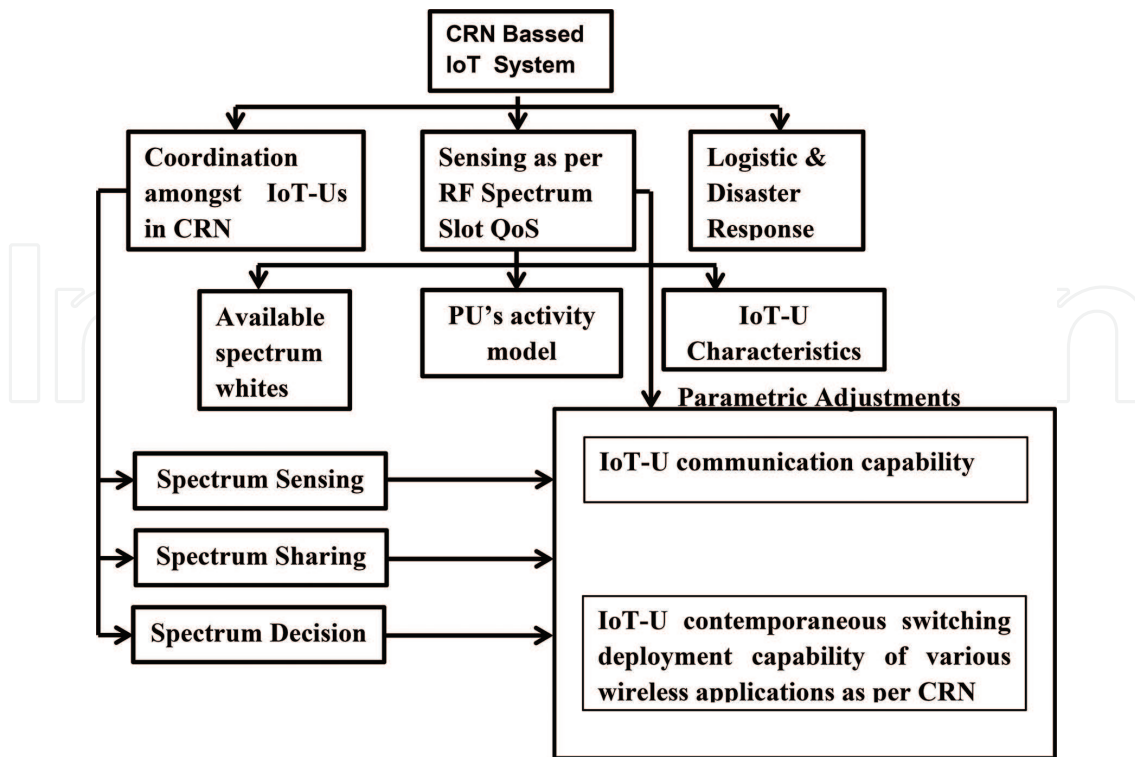 CRN Bassed
IoT System
Coordination
amongst IoT-Us
in CRN
Sensing as per
RF Spectrum
Slot QoS
Logistic &
Disaster
Response
Available
spectrum
whites
PU's activity
model
IoT-U
Characteristics
Parametric Adjustments
IoT-U communication capability
Spectrum Sensing
Spectrum Sharing
Spectrum Decision
IoT-U contemporaneous switching
deployment capability of various
wireless applications as per CRN